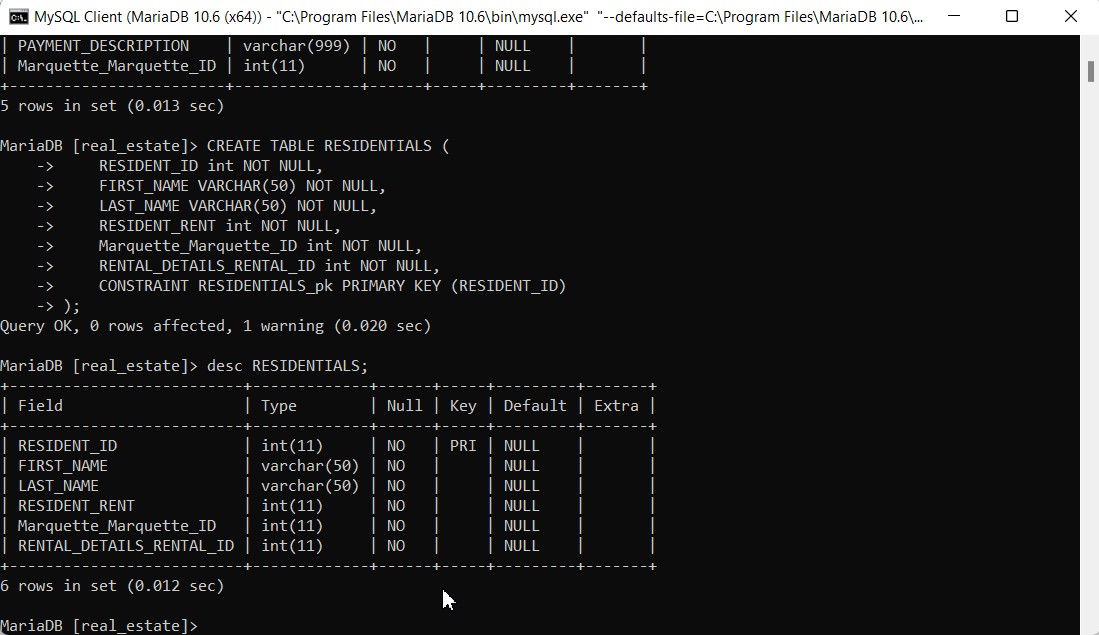 MySQL Client (MariaDB 10.6 (x64)) - "C:\Program Files\MariaDB 10.6\bin\mysql.exe"  "--defaults-file=C:\Program Files\MariaDB 10.6\...
| PAYMENT_DESCRIPTION    | varchar(999) | NO   |     | NULL    |       |
| Marquette_Marquette_ID | int(11)      | NO   |     | NULL    |       |
+------------------------+--------------+------+-----+---------+-------+
5 rows in set (0.013 sec)
MariaDB [real_estate]> CREATE TABLE RESIDENTIALS (
    ->     RESIDENT_ID int NOT NULL,
    ->     FIRST_NAME VARCHAR(50) NOT NULL,
    ->     LAST_NAME VARCHAR(50) NOT NULL,
    ->     RESIDENT_RENT int NOT NULL,
    ->     Marquette_Marquette_ID int NOT NULL,
    ->     RENTAL_DETAILS_RENTAL_ID int NOT NULL,
    ->     CONSTRAINT RESIDENTIALS_pk PRIMARY KEY (RESIDENT_ID)
    -> );
Query OK, 0 rows affected, 1 warning (0.020 sec)
MariaDB [real_estate]> desc RESIDENTIALS;
+--------------------------+-------------+------+-----+---------+-------+
| Field                    | Type        | Null | Key | Default | Extra |
+--------------------------+-------------+------+-----+---------+-------+
| RESIDENT_ID              | int(11)     | NO   | PRI | NULL    |       |
| FIRST_NAME               | varchar(50) | NO   |     | NULL    |       |
| LAST_NAME                | varchar(50) | NO   |     | NULL    |       |
| RESIDENT_RENT            | int(11)     | NO   |     | NULL    |       |
| Marquette_Marquette_ID   | int(11)     | NO   |     | NULL    |       |
| RENTAL_DETAILS_RENTAL_ID | int(11)     | NO   |     | NULL    |       |
+--------------------------+-------------+------+-----+---------+-------+
6 rows in set (0.012 sec)
MariaDB [real_estate]>